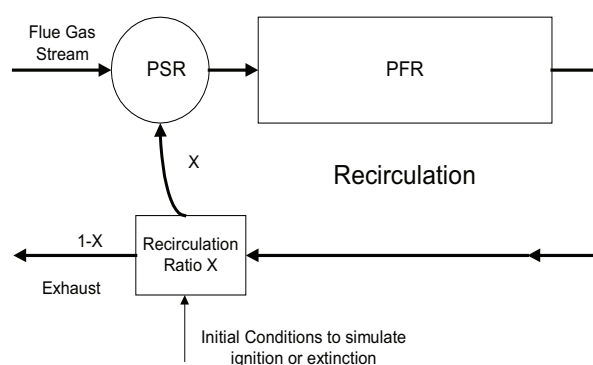 Flue Gas
Stream
PSR
PFR
X
Recirculation
1-X
Recirculation
Ratio X
Exhaust
Initial Conditions to simulate
ignition or extinction